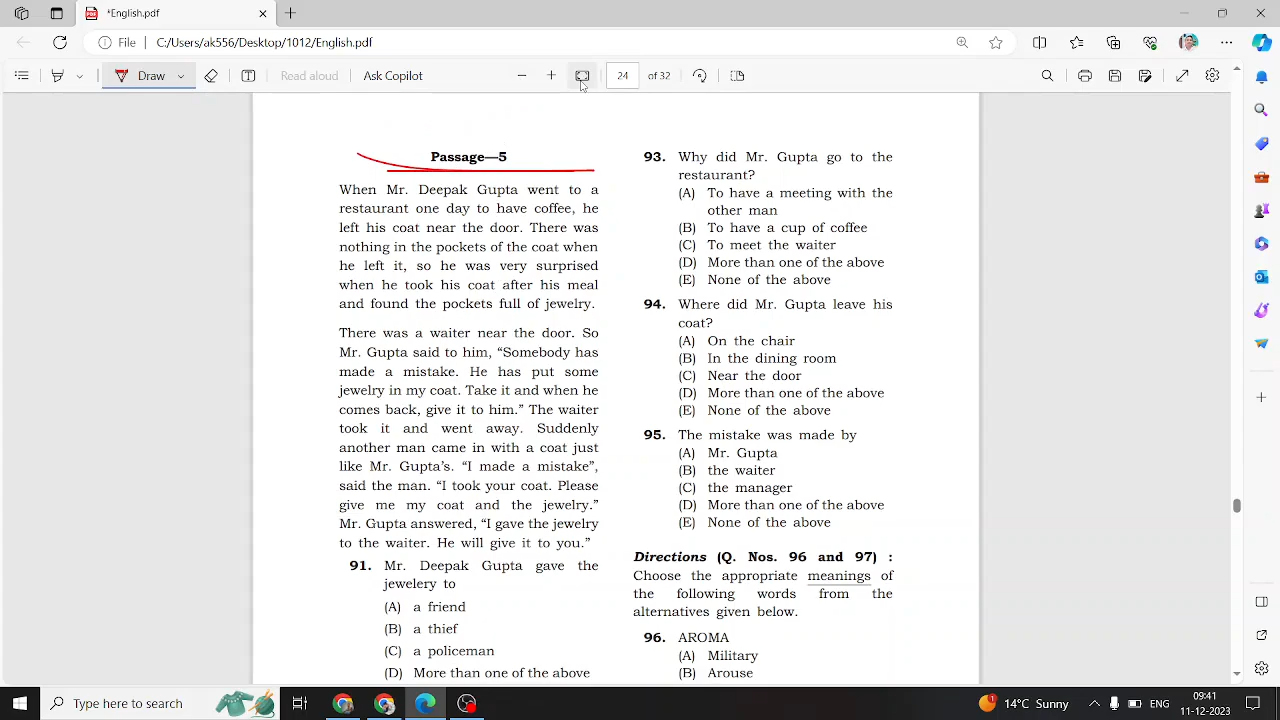 *English.pdf
File
C:/Users/ak556/Desktop/1012/English.pdf
Draw
Read aloud
Ask Copilot
24
of 32
Passage—5
When Mr. Deepak Gupta went to a
restaurant one day to have coffee, he
left his coat near the door. There was
nothing in the pockets of the coat when
he left it, so he was very surprised
when he took his coat after his meal
and found the pockets full of jewelry.
There was a waiter near the door. So
Mr. Gupta said to him, “Somebody has
made a mistake. He has put some
jewelry in my coat. Take it and when he
comes back, give it to him.” The waiter
took it and went away. Suddenly
another man came in with a coat just
like Mr. Gupta’s. “I made a mistake”,
said the man. “I took your coat. Please
give me my coat and the jewelry.”
Mr. Gupta answered, “I gave the jewelry
to the waiter. He will give it to you.”
91. Mr. Deepak Gupta gave the
jewelery to
(A) a friend
(B) a thief
(C) a policeman
(D) More than one of the above
93. Why did Mr. Gupta go to the
restaurant?
(A) To have a meeting with the
other man
(B) To have a cup of coffee
(C) To meet the waiter
(D) More than one of the above
(E) None of the above
94. Where did Mr. Gupta leave his
coat?
(A) On the chair
(B) In the dining room
(C) Near the door
(D) More than one of the above
(E) None of the above
95. The mistake was made by
(A) Mr. Gupta
(B) the waiter
(C) the manager
(D) More than one of the above
(E) None of the above
Directions (Q. Nos. 96 and 97) :
Choose the appropriate meanings of
the following words from the
alternatives given below.
96. AROMA
(A) Military
(B) Arouse
Type here to search
14°C Sunny
09:41
11-12-2023